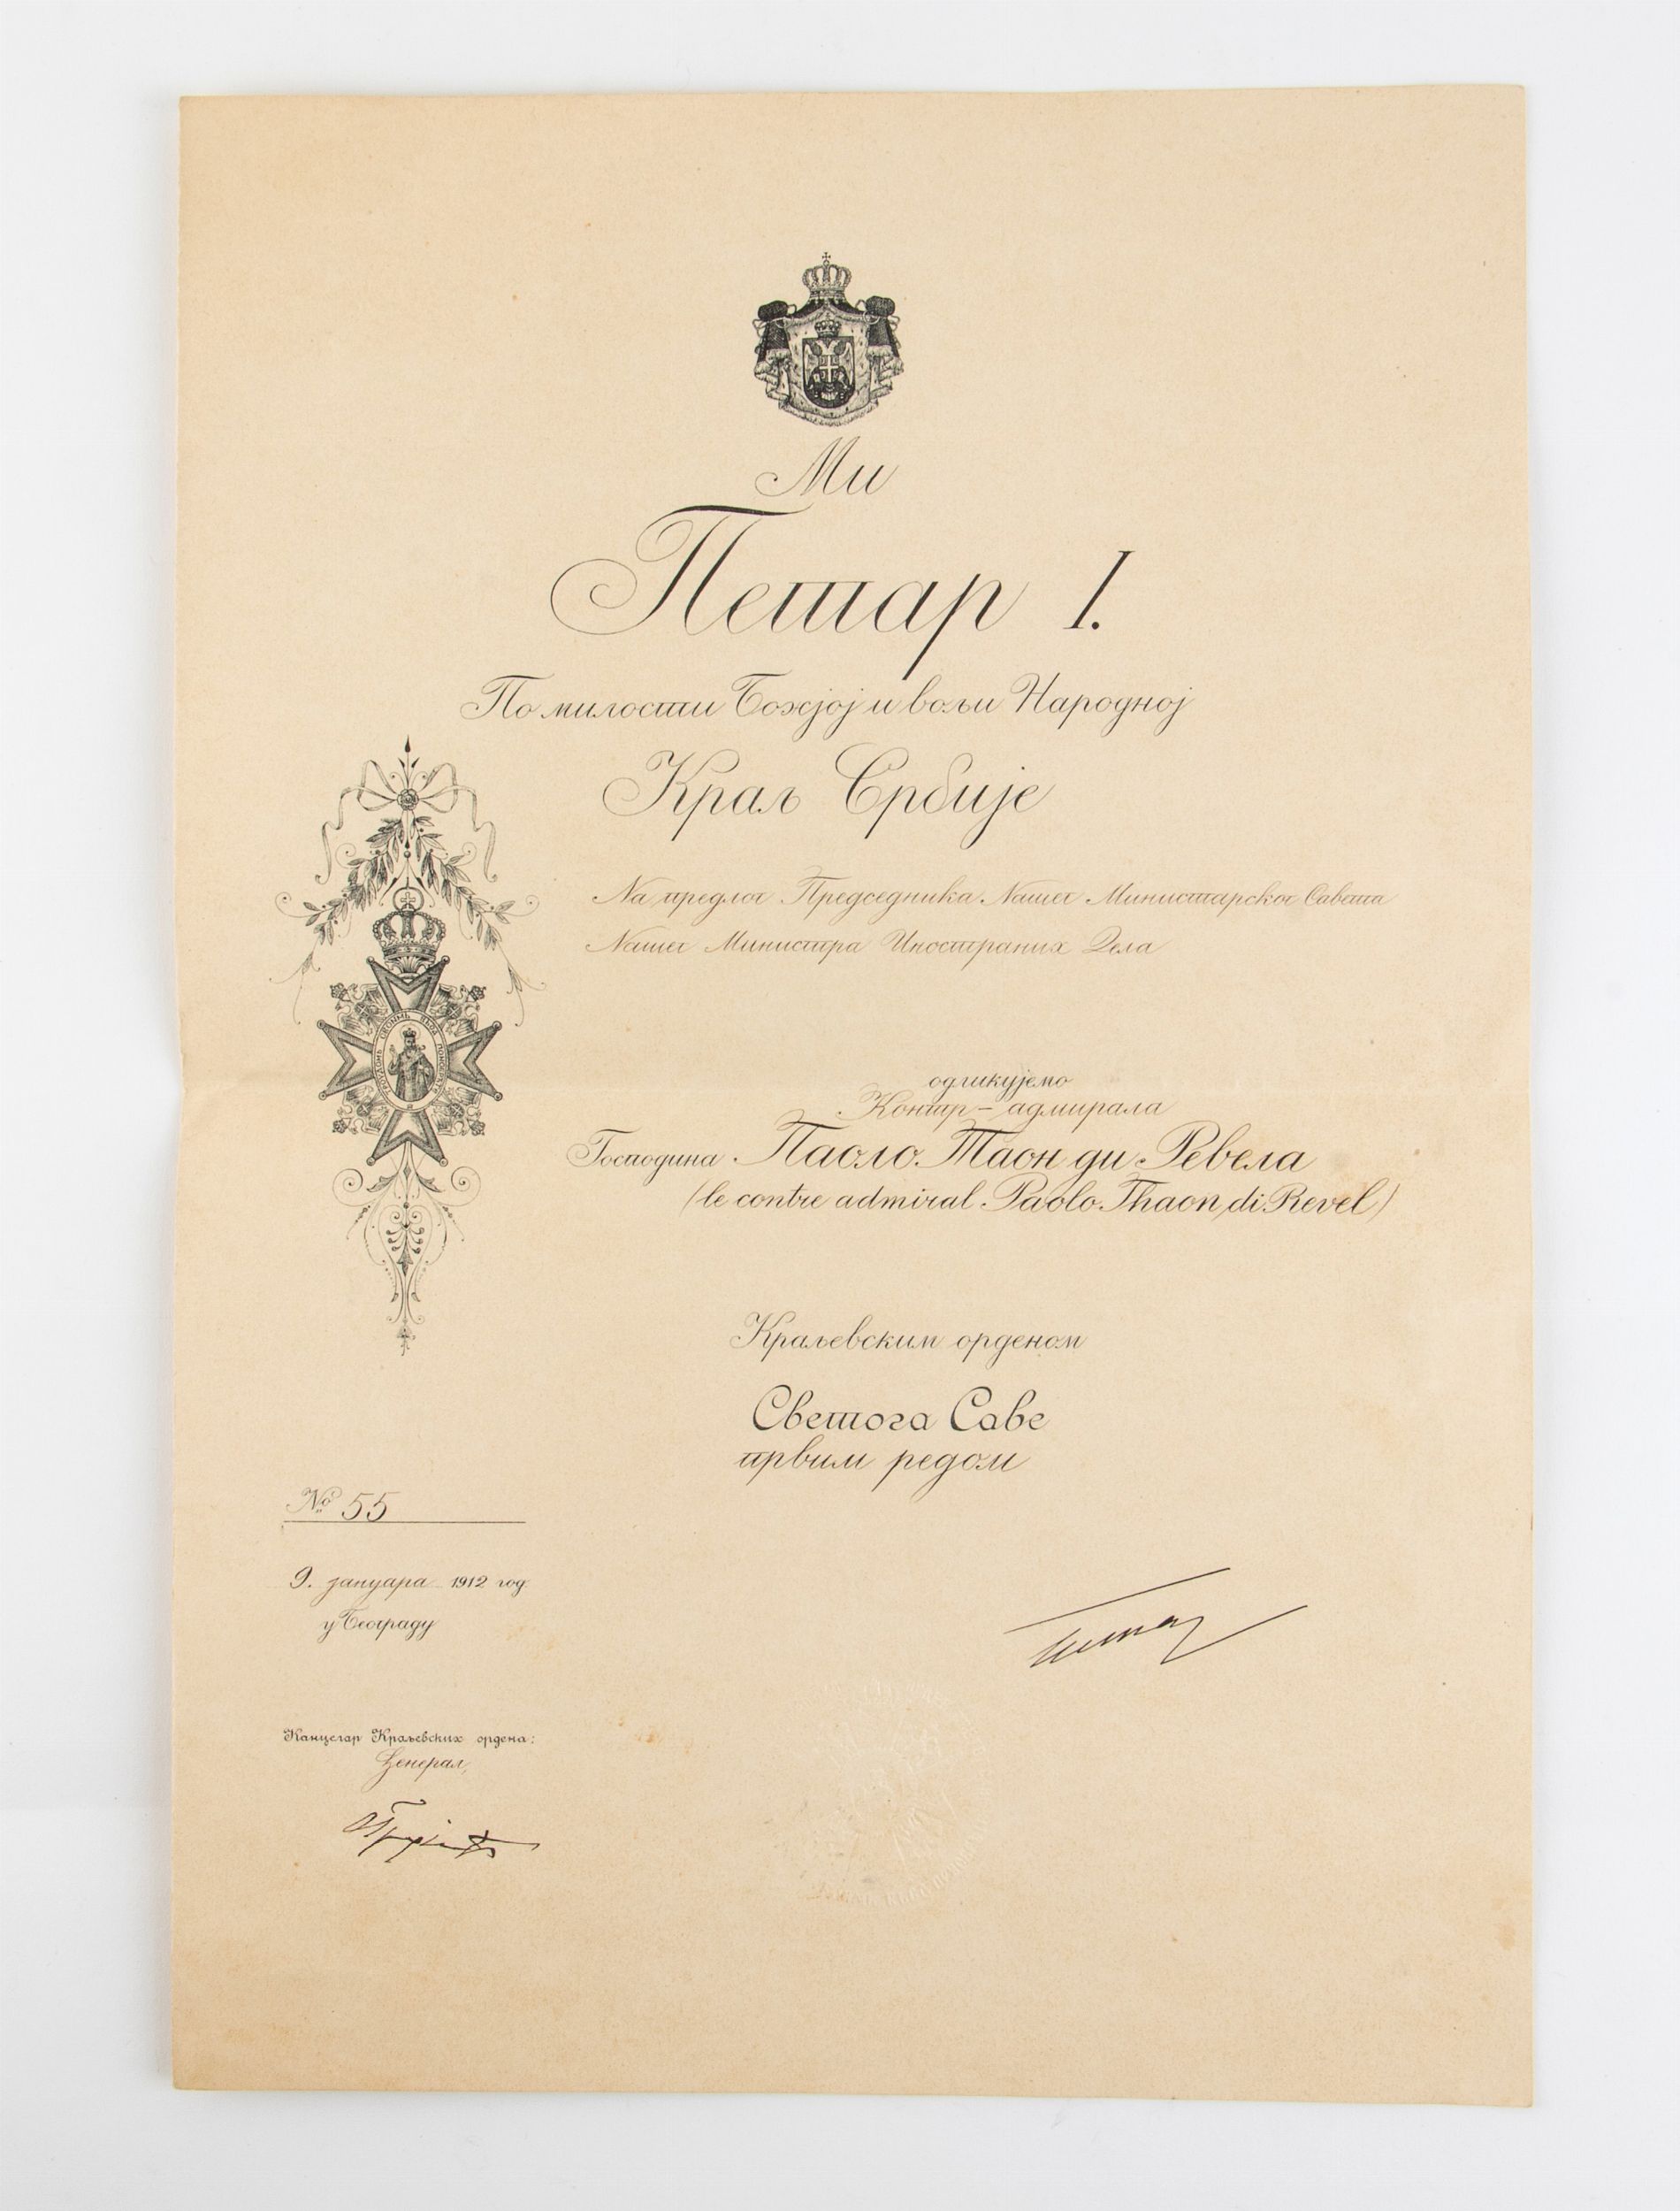 Ми
Петар I.
По милости Божјој и вољи Народној
Краљ Србије
На предлог Председника Нашег Министарског Савета
Нашег Министра Иностраних Дела
одликујемо
Контр-адмирала
Господина Паоло Таон ди Ревела
(le contre admiral Paolo Thaon di Revel)
Краљевским орденом
Светога Саве
првим редом
№ 55
9. јануара 1912 год.
у Београду
Канцелар Краљевских ордена:
Ђенерал,